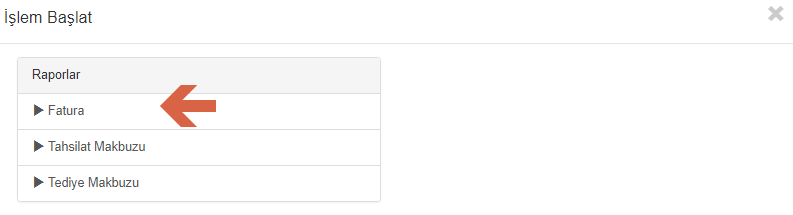 İşlem Başlat
Raporlar
Fatura
Tahsilat Makbuzu
Tediye Makbuzu